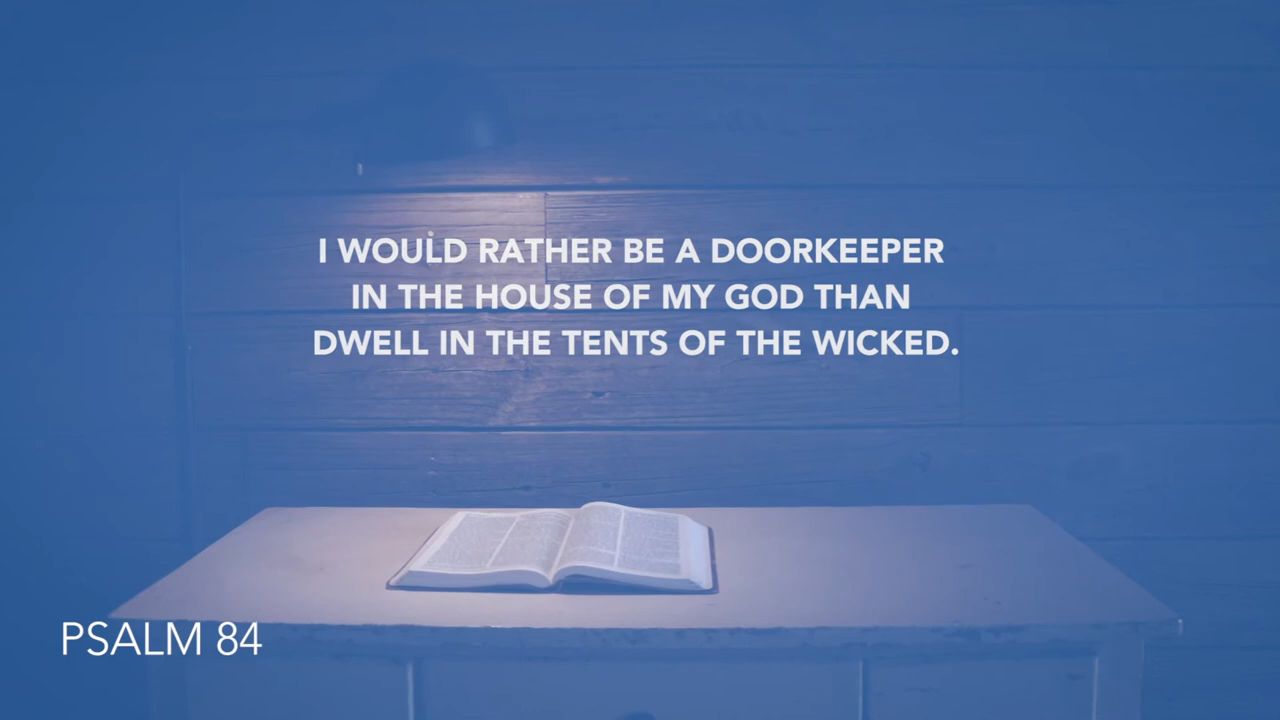 I WOULD RATHER BE A DOORKEEPER
IN THE HOUSE OF MY GOD THAN
DWELL IN THE TENTS OF THE WICKED.
PSALM 84